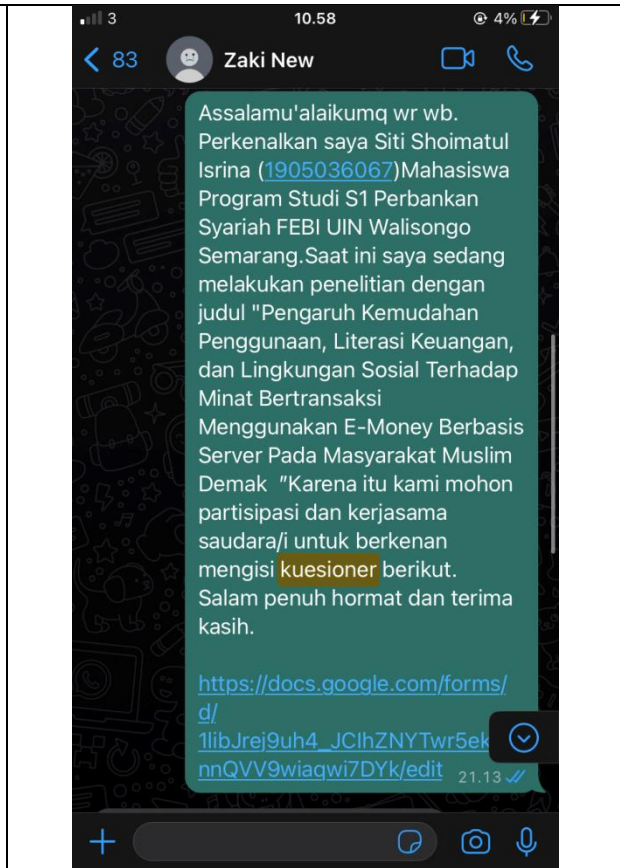 3 10.58 4%
83 Zaki New
Assalamu'alaikumq wr wb.
Perkenalkan saya Siti Shoimatul
Isrina (1905036067)Mahasiswa
Program Studi S1 Perbankan
Syariah FEBI UIN Walisongo
Semarang.Saat ini saya sedang
melakukan penelitian dengan
judul "Pengaruh Kemudahan
Penggunaan, Literasi Keuangan,
dan Lingkungan Sosial Terhadap
Minat Bertransaksi
Menggunakan E-Money Berbasis
Server Pada Masyarakat Muslim
Demak "Karena itu kami mohon
partisipasi dan kerjasama
saudara/i untuk berkenan
mengisi kuesioner berikut.
Salam penuh hormat dan terima
kasih.
https://docs.google.com/forms/
d/
1libJrej9uh4_JClhZNYTwr5ek
nnQVV9wiaqwi7DYk/edit 21.13